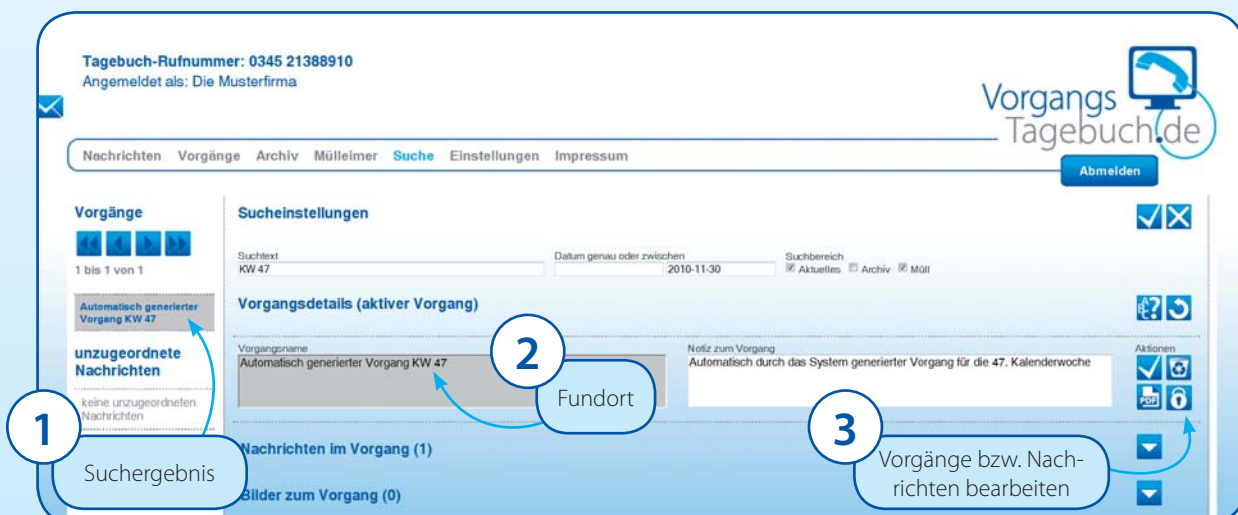 Tagebuch-Rufnummer: 0345 21388910
Angemeldet als: Die Musterfirma
Vorgangs
Tagebuch.de
Nachrichten Vorgänge Archiv Mülleimer Suche Einstellungen Impressum
Abmelden
Vorgänge
1 bis 1 von 1
Automatisch generierter
Vorgang KW 47
unzugeordnete
Nachrichten
keine unzugeordneten
Nachrichten
Sucheinstellungen
Suchtext
KW 47
Datum genau oder zwischen
2010-11-30
Suchbereich
Aktuelles Archiv Müll
Vorgangsdetails (aktiver Vorgang)
Vorgangsname
Automatisch generierter Vorgang KW 47
Notiz zum Vorgang
Automatisch durch das System generierter Vorgang für die 47. Kalenderwoche
Aktionen
PDF
Nachrichten im Vorgang (1)
Bilder zum Vorgang (0)
1
Suchergebnis
2
Fundort
3
Vorgänge bzw. Nach-
richten bearbeiten